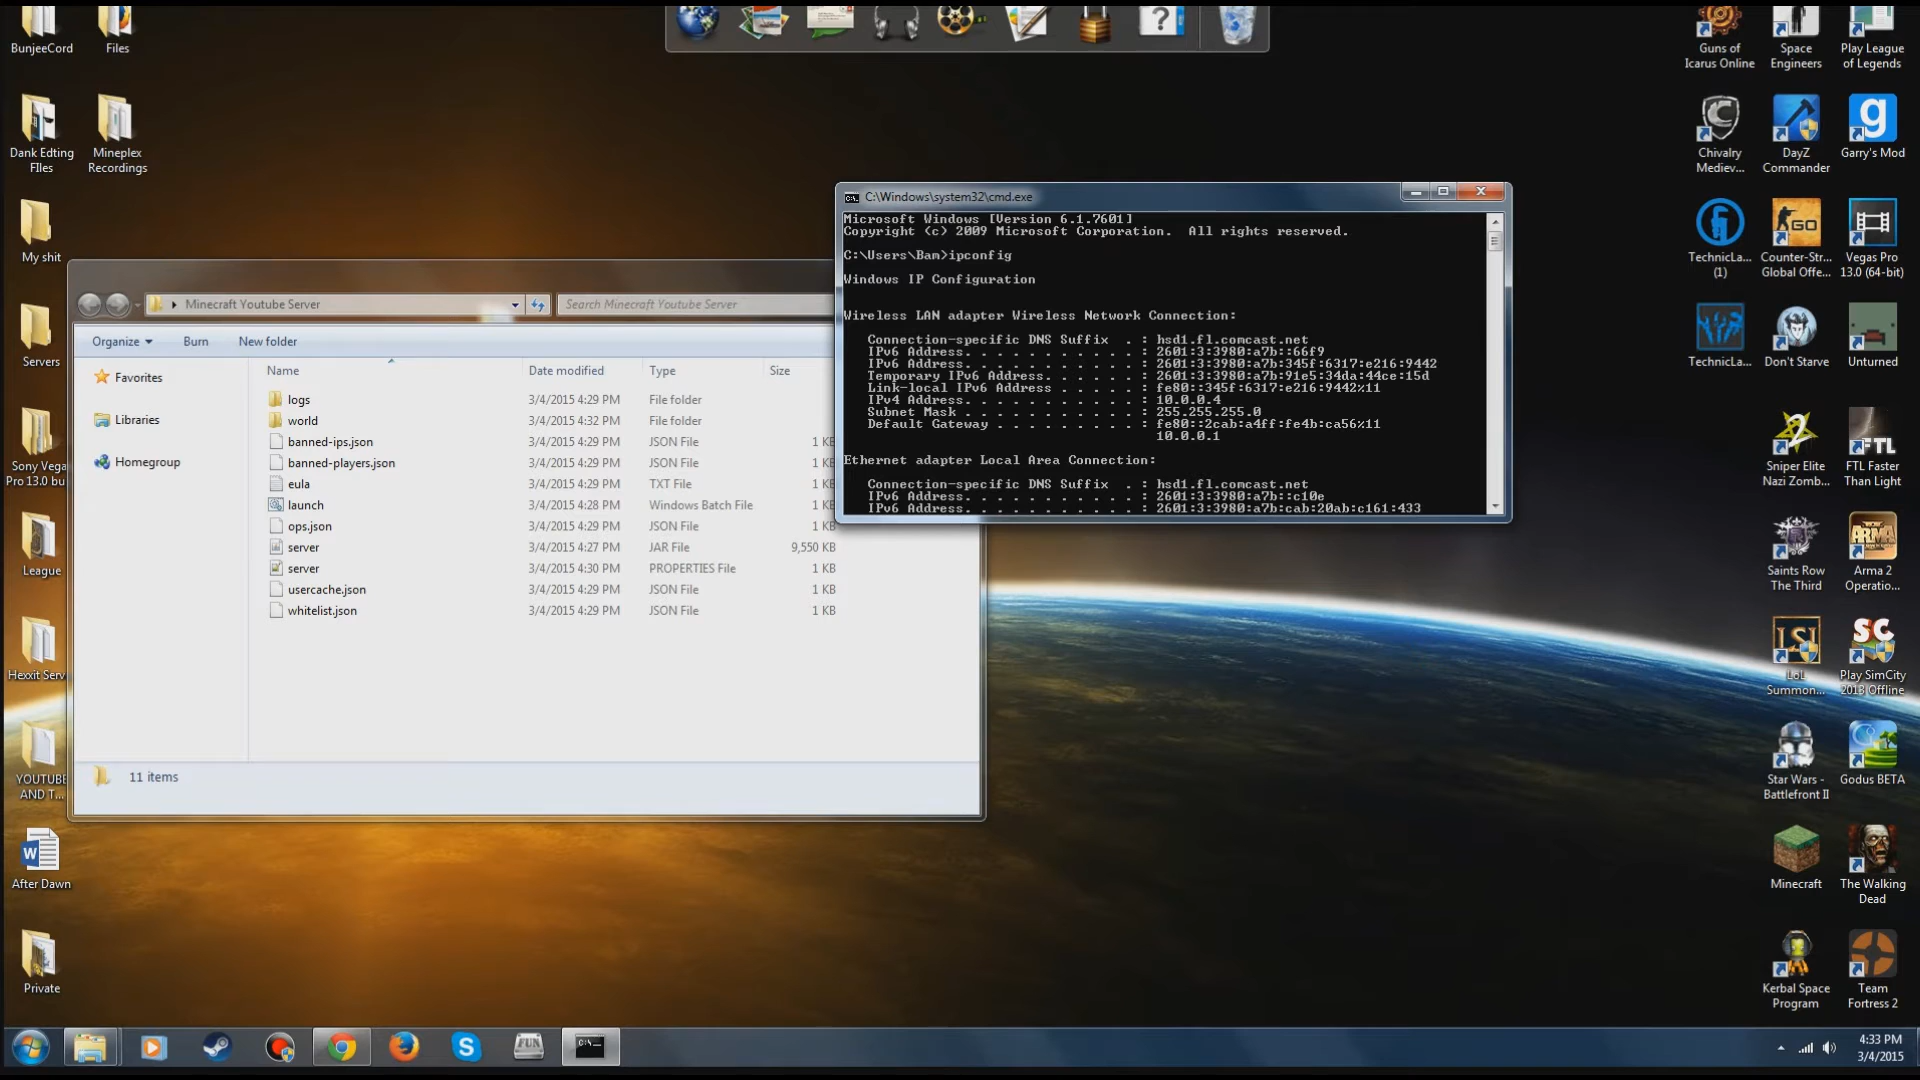 BunjeeCord
Files
Dank Edting FIles
Mineplex Recordings
My shit
Servers
Sony Vega
Pro 13.0 bu
League
Hexxit Serv
YOUTUBE
AND T...
After Dawn
Private
Minecraft Youtube Server
Search Minecraft Youtube Server
Organize
Burn
New folder
Favorites
Libraries
Homegroup
Name Date modified Type Size
logs 3/4/2015 4:29 PM File folder
world 3/4/2015 4:32 PM File folder
banned-ips.json 3/4/2015 4:29 PM JSON File 1 KB
banned-players.json 3/4/2015 4:29 PM JSON File 1 KB
eula 3/4/2015 4:29 PM TXT File 1 KB
launch 3/4/2015 4:28 PM Windows Batch File 1 KB
ops.json 3/4/2015 4:29 PM JSON File 1 KB
server 3/4/2015 4:27 PM JAR File 9,550 KB
server 3/4/2015 4:30 PM PROPERTIES File 1 KB
usercache.json 3/4/2015 4:29 PM JSON File 1 KB
whitelist.json 3/4/2015 4:29 PM JSON File 1 KB
11 items
C:\Windows\system32\cmd.exe
Microsoft Windows [Version 6.1.7601]
Copyright (c) 2009 Microsoft Corporation. All rights reserved.
C:\Users\Bam>ipconfig
Windows IP Configuration
Wireless LAN adapter Wireless Network Connection:
Connection-specific DNS Suffix . : hsd1.fl.comcast.net
IPv6 Address. . . . . . . . . . . : 2601:3:3980:a7b::66f9
IPv6 Address. . . . . . . . . . . : 2601:3:3980:a7b:345f:6317:e216:9442
Temporary IPv6 Address. . . . . . : 2601:3:3980:a7b:91e5:34da:44ce:15d
Link-local IPv6 Address . . . . . : fe80::345f:6317:e216:9442%11
IPv4 Address. . . . . . . . . . . : 10.0.0.4
Subnet Mask . . . . . . . . . . . : 255.255.255.0
Default Gateway . . . . . . . . . : fe80::2cab:a4ff:fe4b:ca56%11
10.0.0.1
Ethernet adapter Local Area Connection:
Connection-specific DNS Suffix . : hsd1.fl.comcast.net
IPv6 Address. . . . . . . . . . . : 2601:3:3980:a7b::c10e
IPv6 Address. . . . . . . . . . . : 2601:3:3980:a7b:cab:20ab:c161:433
Guns of
Icarus Online
Space
Engineers
Play League
of Legends
Chivalry
Mediev...
DayZ
Commander
Garry's Mod
TechnicLa...
(1)
GO
Counter-Str...
Global Offe...
Vegas Pro
13.0 (64-bit)
TechnicLa...
Don't Starve
Unturned
Sniper Elite
Nazi Zomb...
FTL
FTL Faster
Than Light
Saints Row
The Third
ARMA
Arma 2
Operatio...
LSI
LoL
Summon...
SC
Play SimCity
2013 Offline
Star Wars -
Battlefront II
Godus BETA
Minecraft
The Walking
Dead
Kerbal Space
Program
Team
Fortress 2
FUN
4:33 PM
3/4/2015